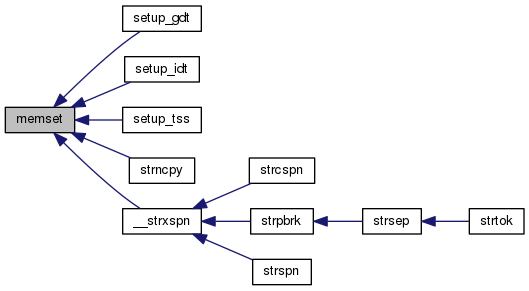 setup_gdt
setup_idt
memset
setup_tss
strncpy
strcspn
__strxspn
strpbrk
strsep
strtok
strspn